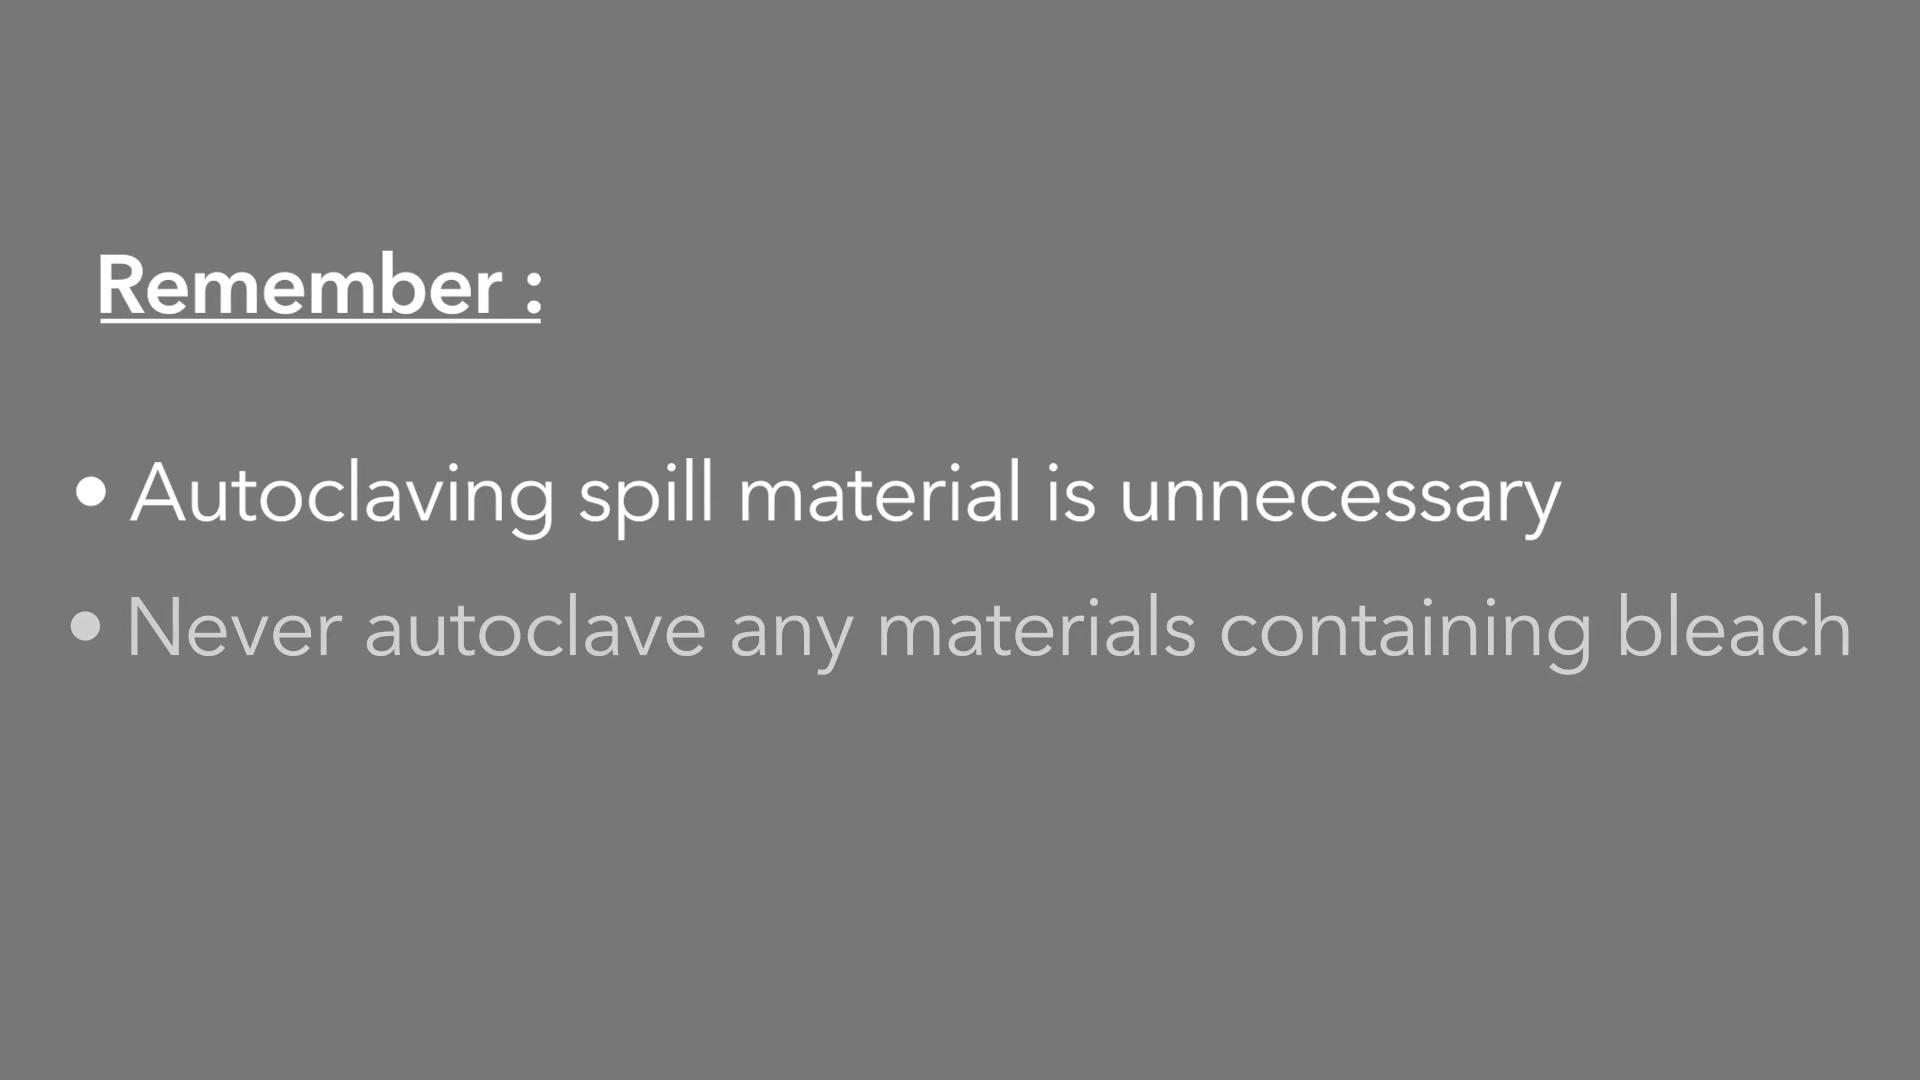 Remember :
• Autoclaving spill material is unnecessary
• Never autoclave any materials containing bleach